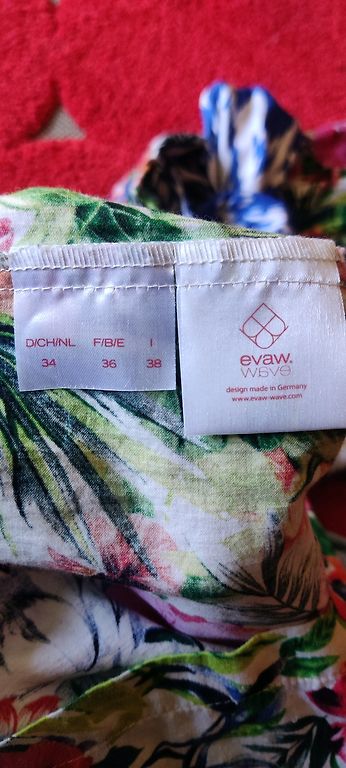 D/CH/NL F/B/E I
34 36 38
evaw.
wave
design made in Germany
www.evaw-wave.com